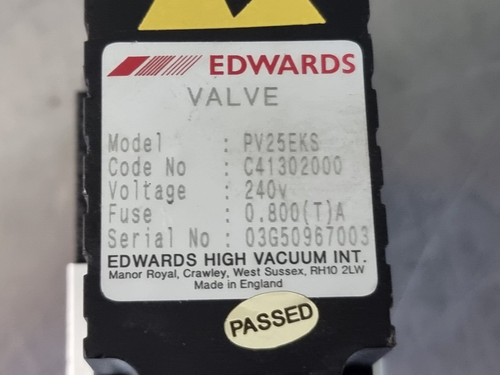 EDWARDS
VALVE
Model : PV25EKS
Code No : C41302000
Voltage : 240v
Fuse : 0.800(T)A
Serial No : 03G50967003
EDWARDS HIGH VACUUM INT.
Manor Royal, Crawley, West Sussex, RH10 2LW
Made in England
PASSED